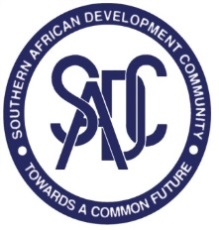 SOUTHERN AFRICAN DEVELOPMENT COMMUNITY
SADC
TOWARDS A COMMON FUTURE